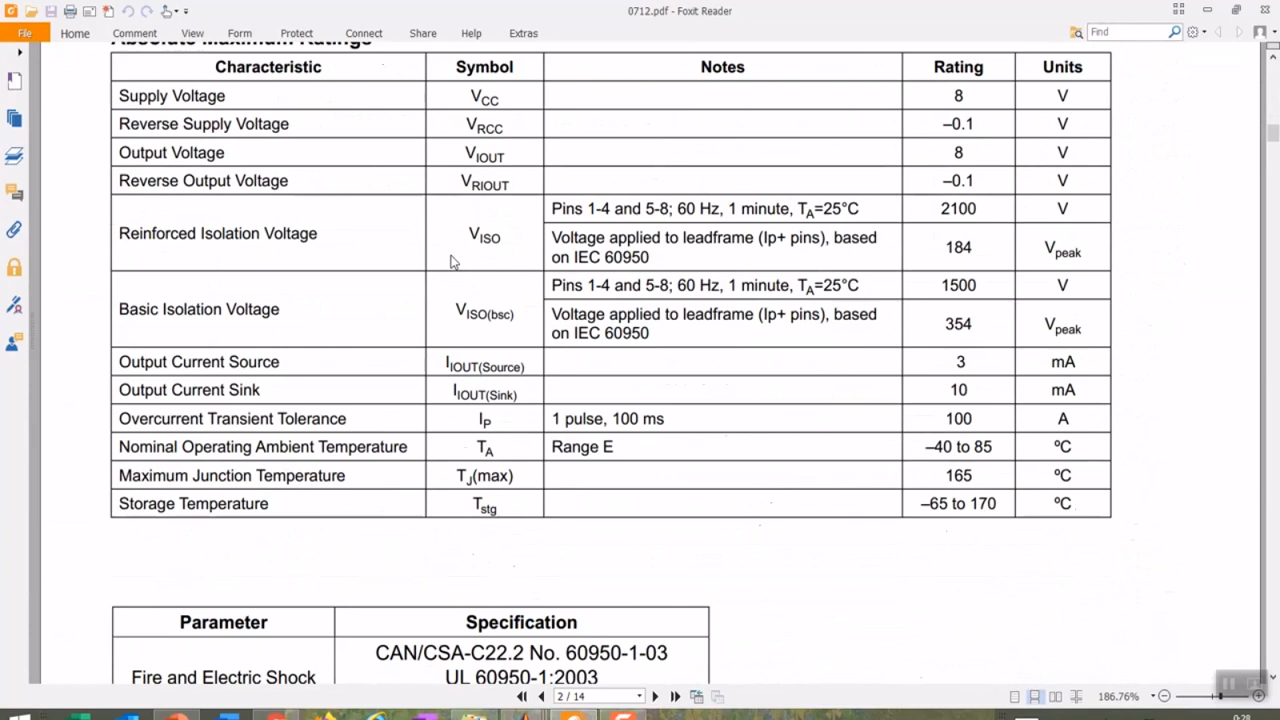 0712.pdf - Foxit Reader
File Home Comment View Form Protect Connect Share Help Extras Find
Absolute Maximum Ratings
Characteristic Symbol Notes Rating Units
Supply Voltage VCC 8 V
Reverse Supply Voltage VRCC –0.1 V
Output Voltage VIOUT 8 V
Reverse Output Voltage VRIOUT –0.1 V
Reinforced Isolation Voltage VISO Pins 1-4 and 5-8; 60 Hz, 1 minute, TA=25°C 2100 V
Voltage applied to leadframe (Ip+ pins), based
on IEC 60950 184 Vpeak
Basic Isolation Voltage VISO(bsc) Pins 1-4 and 5-8; 60 Hz, 1 minute, TA=25°C 1500 V
Voltage applied to leadframe (Ip+ pins), based
on IEC 60950 354 Vpeak
Output Current Source IIOUT(Source) 3 mA
Output Current Sink IIOUT(Sink) 10 mA
Overcurrent Transient Tolerance IP 1 pulse, 100 ms 100 A
Nominal Operating Ambient Temperature TA Range E –40 to 85 ºC
Maximum Junction Temperature TJ(max) 165 ºC
Storage Temperature Tstg –65 to 170 ºC
Parameter Specification
Fire and Electric Shock CAN/CSA-C22.2 No. 60950-1-03
UL 60950-1:2003
2 / 14 186.76%
0:28